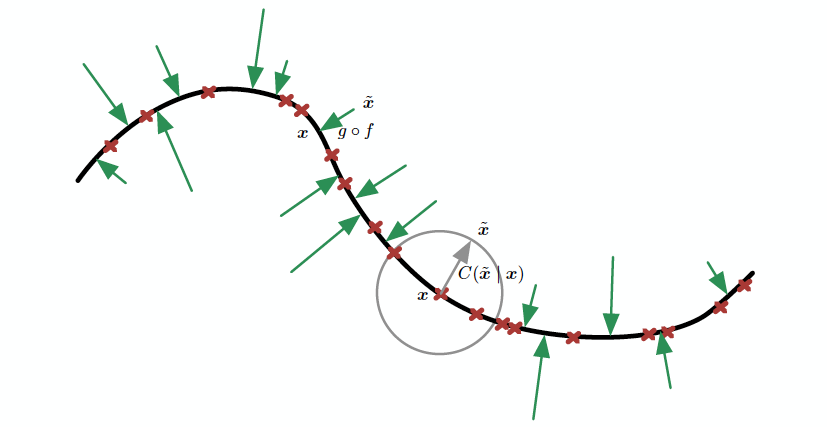 x̃
x
g ∘ f
x̃
C(x̃ | x)
x